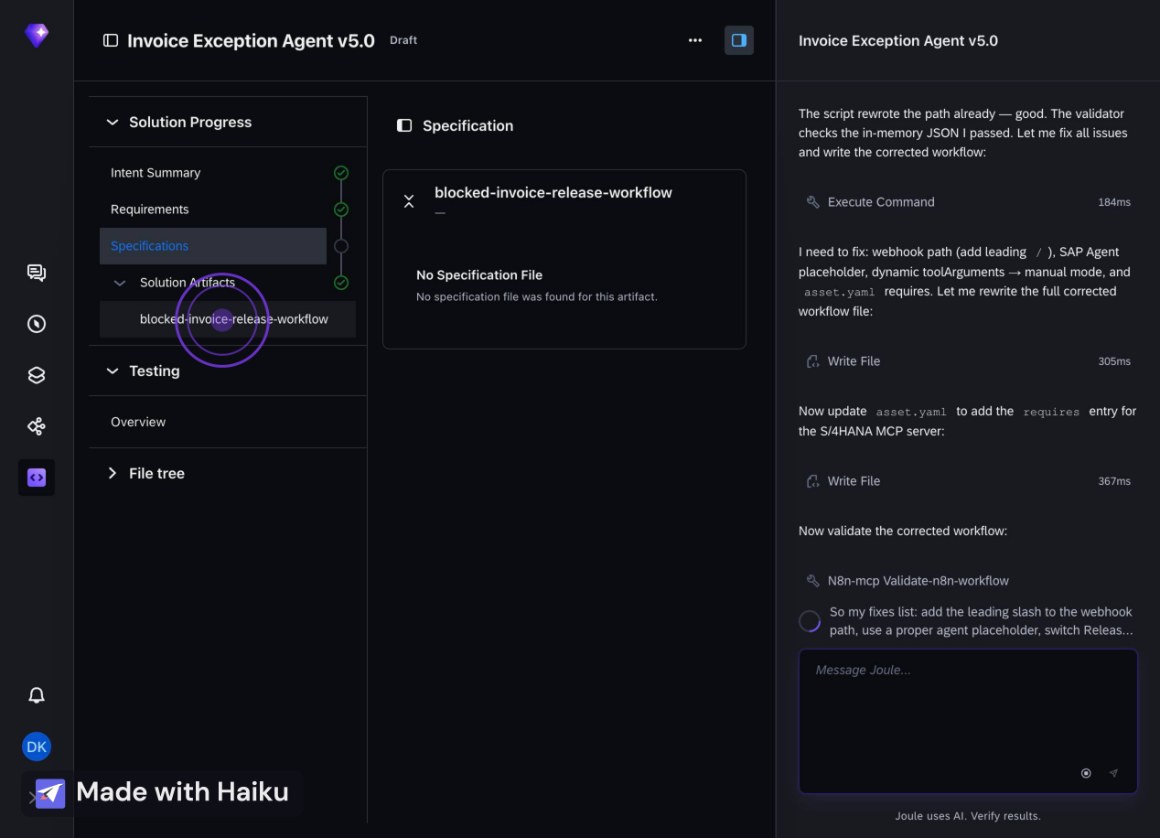 Invoice Exception Agent v5.0 Draft
Solution Progress
Intent Summary
Requirements
Specifications
Solution Artifacts
blocked-invoice-release-workflow
Testing
Overview
File tree
Specification
blocked-invoice-release-workflow
—
No Specification File
No specification file was found for this artifact.
Invoice Exception Agent v5.0
The script rewrote the path already — good. The validator
checks the in-memory JSON I passed. Let me fix all issues
and write the corrected workflow:
Execute Command 184ms
I need to fix: webhook path (add leading / ), SAP Agent
placeholder, dynamic toolArguments → manual mode, and
asset.yaml requires. Let me rewrite the full corrected
workflow file:
Write File 305ms
Now update asset.yaml to add the requires entry for
the S/4HANA MCP server:
Write File 367ms
Now validate the corrected workflow:
N8n-mcp Validate-n8n-workflow
So my fixes list: add the leading slash to the webhook
path, use a proper agent placeholder, switch Releas...
Message Joule...
Joule uses AI. Verify results.
DK
Made with Haiku